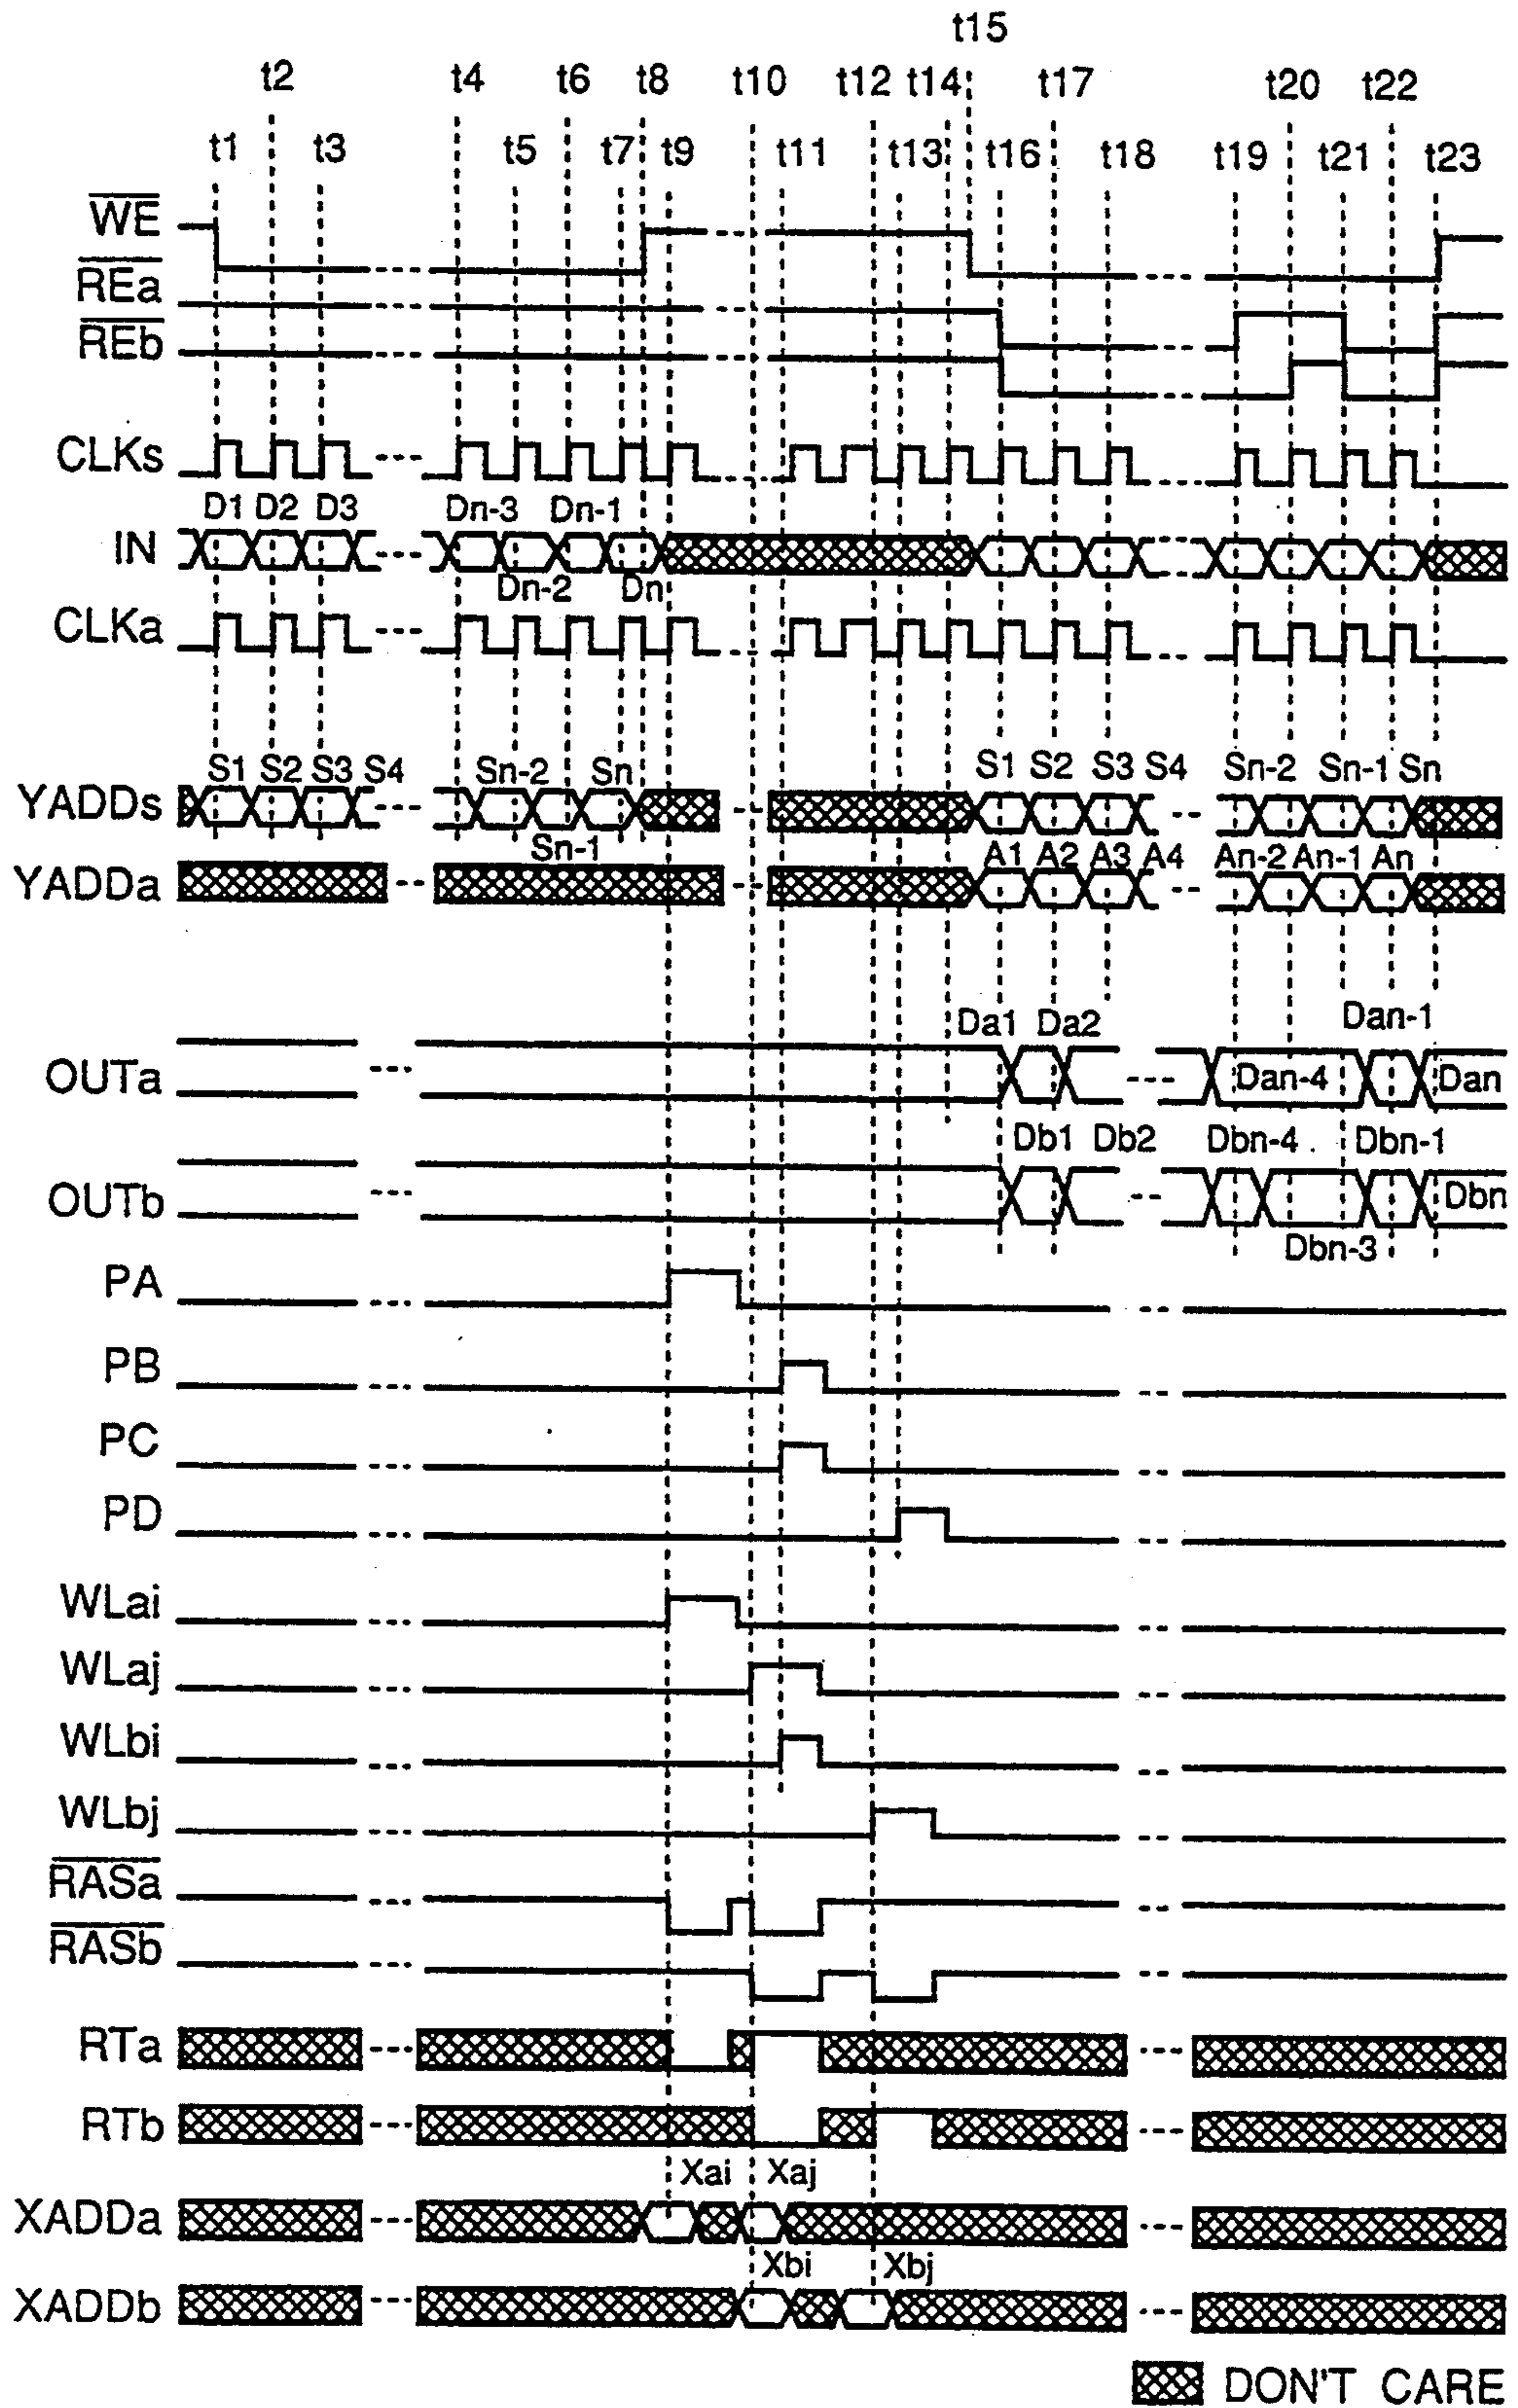 t15
t2 t4 t6 t8 t10 t12 t14 t17 t20 t22
t1 t3 t5 t7 t9 t11 t13 t16 t18 t19 t21 t23
WE
REa
REb
CLKs
D1 D2 D3 Dn-3 Dn-1
IN
Dn-2 Dn
CLKa
S1 S2 S3 S4 Sn-2 Sn S1 S2 S3 S4 Sn-2 Sn-1 Sn
YADDs
Sn-1 A1 A2 A3 A4 An-2 An-1 An
YADDa
Da1 Da2 Dan-1
OUTa Dan-4 Dan
Db1 Db2 Dbn-4 Dbn-1
OUTb Dbn
Dbn-3
PA
PB
PC
PD
WLai
WLaj
WLbi
WLbj
RASa
RASb
RTa
RTb
Xai Xaj
XADDa
Xbi Xbj
XADDb
DON'T CARE